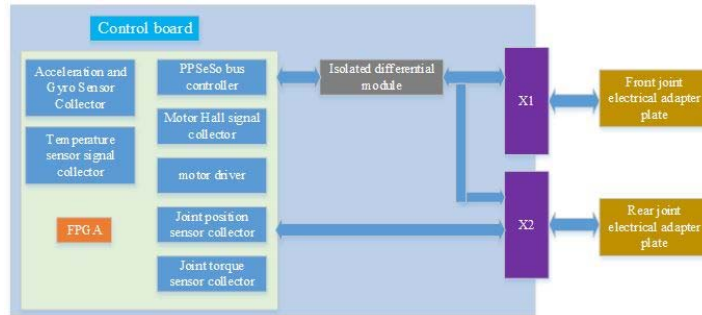 Control board
Acceleration and
Gyro Sensor
Collector
Temperature
sensor signal
collector
FPGA
PPSeSo bus
controller
Motor Hall signal
collector
motor driver
Joint position
sensor collector
Joint torque
sensor collector
Isolated differential
module
X1
X2
Front joint
electrical adapter
plate
Rear joint
electrical adapter
plate